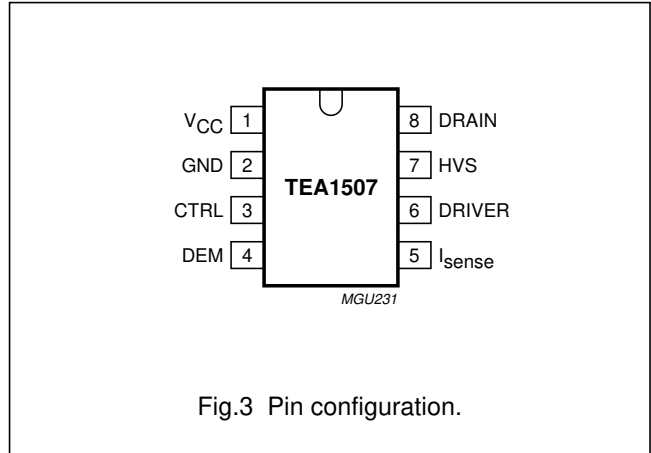 VCC 1 8 DRAIN
GND 2 7 HVS
TEA1507
CTRL 3 6 DRIVER
DEM 4 5 Isense
MGU231
Fig.3 Pin configuration.